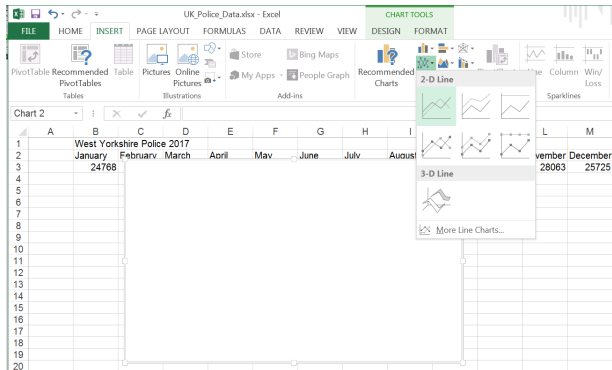 UK_Police_Data.xlsx - Excel
CHART TOOLS
FILE HOME INSERT PAGE LAYOUT FORMULAS DATA REVIEW VIEW DESIGN FORMAT
PivotTable Recommended PivotTables Table Pictures Online Pictures Store My Apps Bing Maps People Graph Recommended Charts Line Column Win/Loss
Tables Illustrations Add-ins Sparklines
2-D Line
3-D Line
More Line Charts...
Chart 2 fx
A B C D E F G H I L M
1 West Yorkshire Police 2017
2 January February March April May June July August December
3 24768 28063 25725
4
5
6
7
8
9
10
11
12
13
14
15
16
17
18
19
20